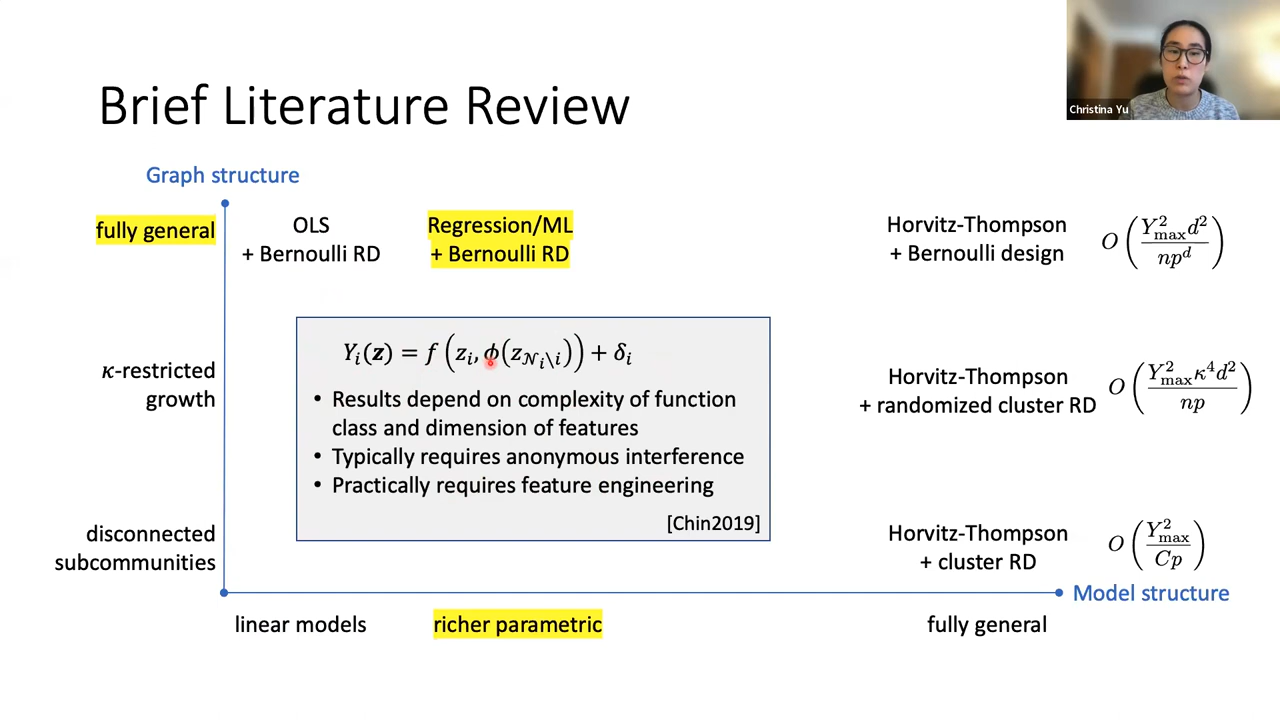 Christina Yu
Brief Literature Review
Graph structure
fully general
OLS
+ Bernoulli RD
Regression/ML
+ Bernoulli RD
Horvitz-Thompson
+ Bernoulli design
O(Y²max d² / np^d)
Yᵢ(𝒛) = f(zᵢ, ϕ(z_{𝒩ᵢ\i})) + δᵢ
• Results depend on complexity of function
class and dimension of features
• Typically requires anonymous interference
• Practically requires feature engineering
[Chin2019]
κ-restricted
growth
Horvitz-Thompson
+ randomized cluster RD
O(Y²max κ⁴d² / np)
disconnected
subcommunities
Horvitz-Thompson
+ cluster RD
O(Y²max / Cp)
Model structure
linear models
richer parametric
fully general